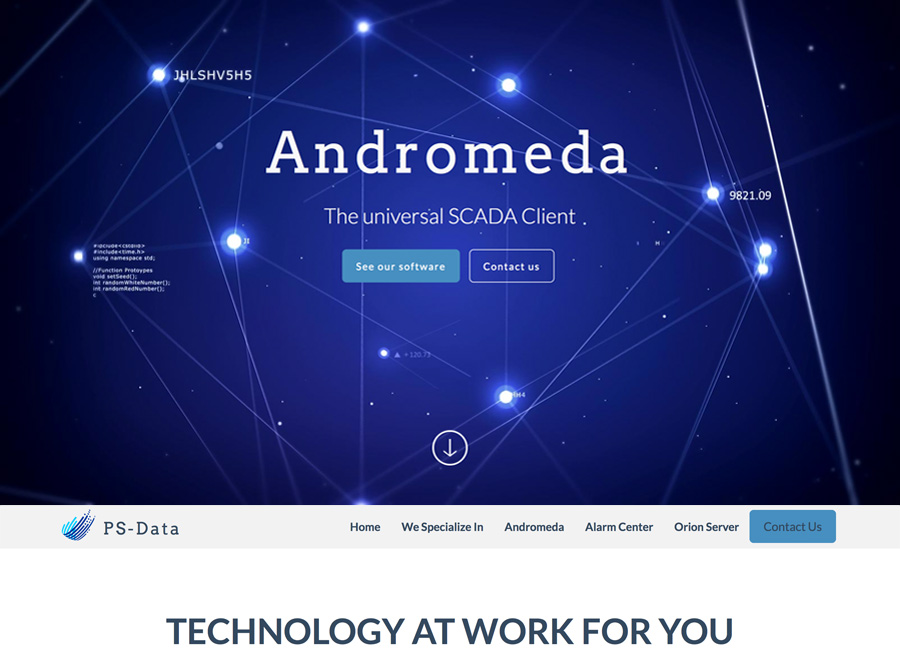 JHLSHV5H5
Andromeda
9821.09
The universal SCADA Client
#include<cstdlib>
#include<time.h>
using namespace std;
//Function Protoypes
void setSeed();
int randomWhiteNumber();
int randomRedNumber();
See our software
Contact us
+120.73
PS-Data
Home
We Specialize In
Andromeda
Alarm Center
Orion Server
Contact Us
TECHNOLOGY AT WORK FOR YOU